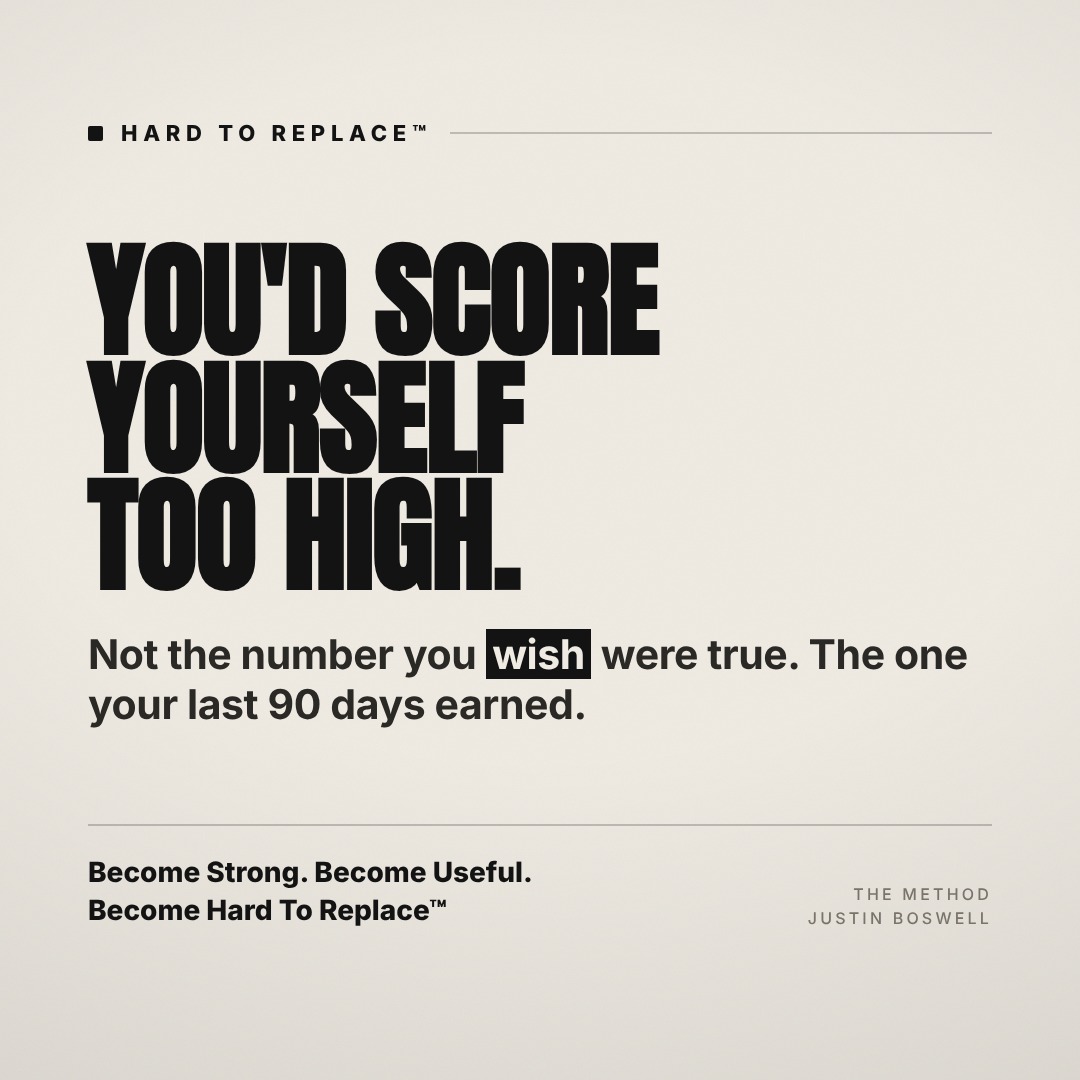 HARD TO REPLACE™
YOU'D SCORE
YOURSELF
TOO HIGH.
Not the number you wish were true. The one
your last 90 days earned.
Become Strong. Become Useful.
Become Hard To Replace™
THE METHOD
JUSTIN BOSWELL